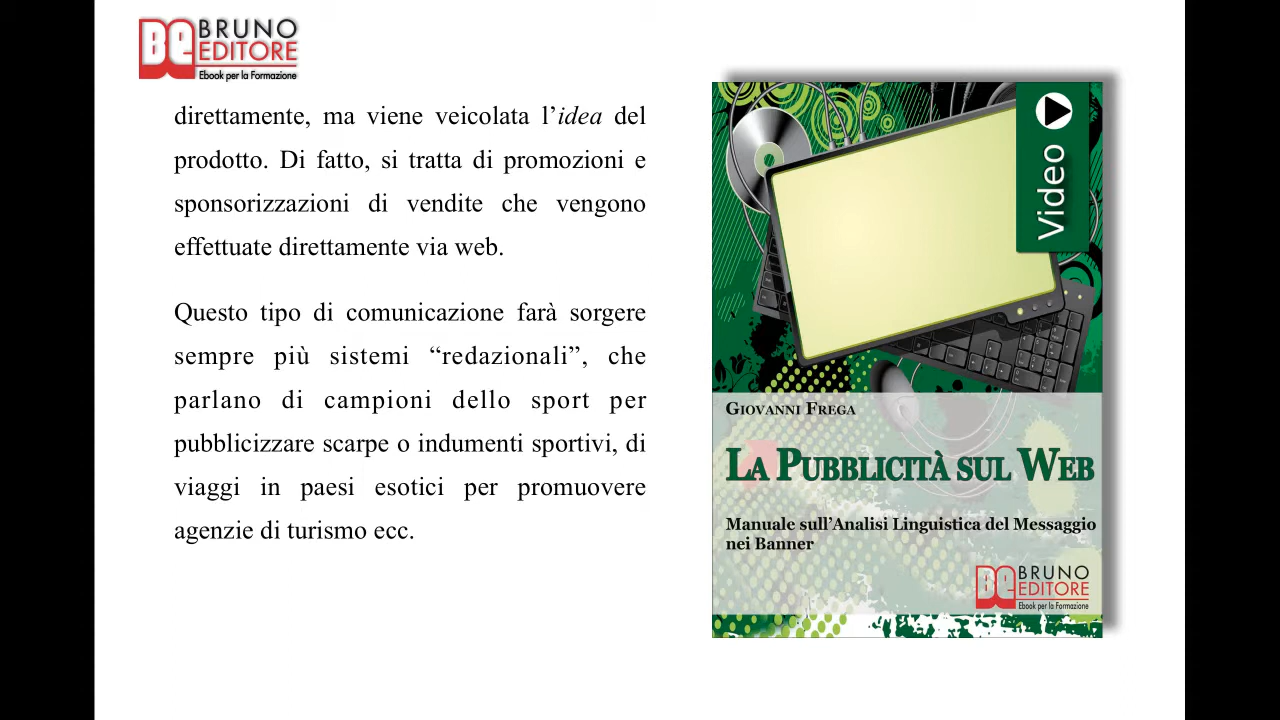 BRUNO
EDITORE
Ebook per la Formazione
direttamente, ma viene veicolata l’idea del
prodotto. Di fatto, si tratta di promozioni e
sponsorizzazioni di vendite che vengono
effettuate direttamente via web.
Questo tipo di comunicazione farà sorgere
sempre più sistemi “redazionali”, che
parlano di campioni dello sport per
pubblicizzare scarpe o indumenti sportivi, di
viaggi in paesi esotici per promuovere
agenzie di turismo ecc.
Video
GIOVANNI FREGA
LA PUBBLICITÀ SUL WEB
Manuale sull’Analisi Linguistica del Messaggio
nei Banner
BRUNO
EDITORE
Ebook per la Formazione